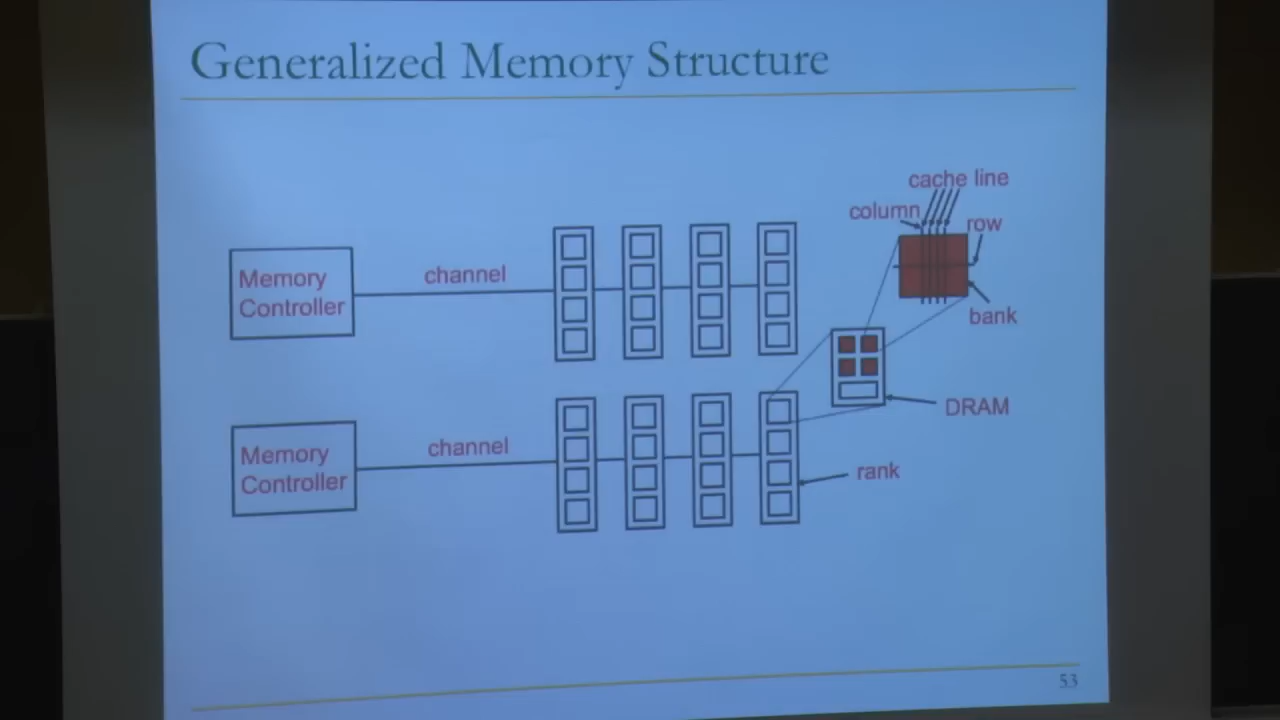 Generalized Memory Structure
cache line
column
row
Memory
Controller
channel
bank
DRAM
Memory
Controller
channel
rank
53